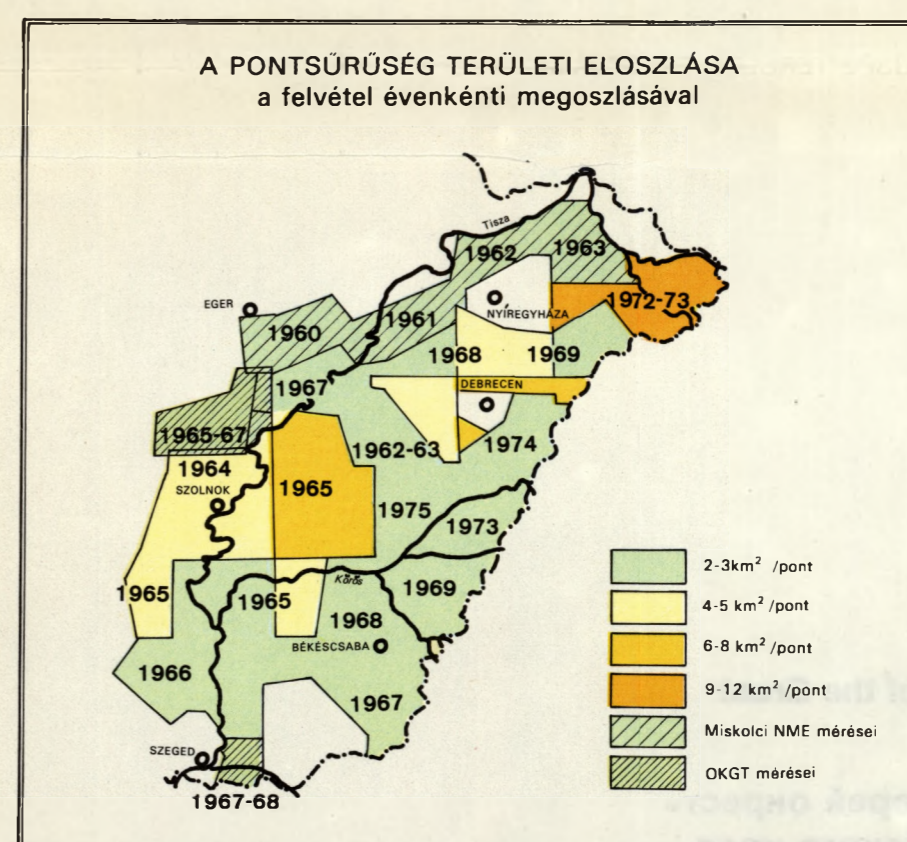 A PONTSŰRŰSÉG TERÜLETI ELOSZLÁSA
a felvétel évenkénti megoszlásával
Tisza
1962
1963
EGER
1960
1961
NYÍREGYHÁZA
1972-73
1968
1969
1967
DEBRECEN
1965-67
1962-63
1974
1964
SZOLNOK
1965
1975
1973
1965
1965
Körös
1969
1968
BÉKÉSCSABA
1966
1967
SZEGED
1967-68
2-3km² /pont
4-5 km² /pont
6-8 km² /pont
9-12 km² /pont
Miskolci NME mérései
OKGT mérései